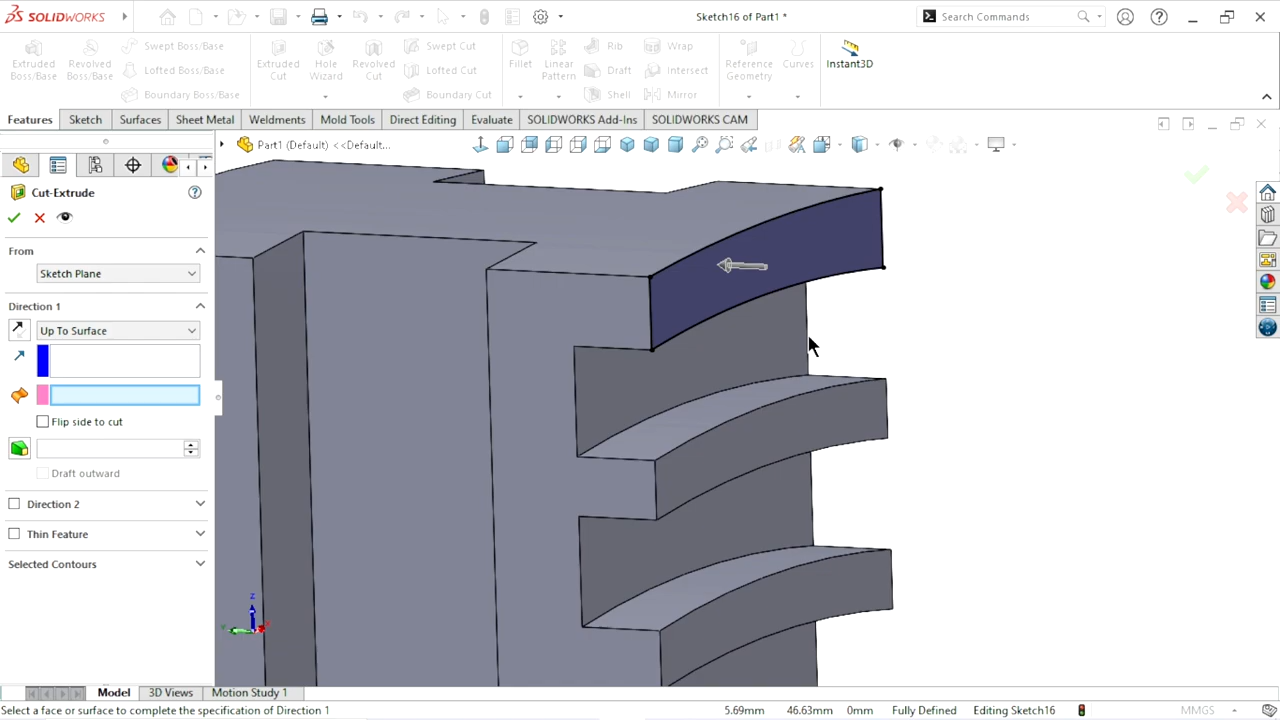 SOLIDWORKS
Sketch16 of Part1 *
Search Commands
Extruded Boss/Base
Revolved Boss/Base
Swept Boss/Base
Lofted Boss/Base
Boundary Boss/Base
Extruded Cut
Hole Wizard
Revolved Cut
Swept Cut
Lofted Cut
Boundary Cut
Fillet
Linear Pattern
Rib
Draft
Shell
Wrap
Intersect
Mirror
Reference Geometry
Curves
Instant3D
Features
Sketch
Surfaces
Sheet Metal
Weldments
Mold Tools
Direct Editing
Evaluate
SOLIDWORKS Add-Ins
SOLIDWORKS CAM
Part1 (Default) <<Default...
Cut-Extrude
From
Sketch Plane
Direction 1
Up To Surface
Flip side to cut
Draft outward
Direction 2
Thin Feature
Selected Contours
Z
Model
3D Views
Motion Study 1
Select a face or surface to complete the specification of Direction 1
5.69mm
46.63mm
0mm
Fully Defined
Editing Sketch16
MMGS